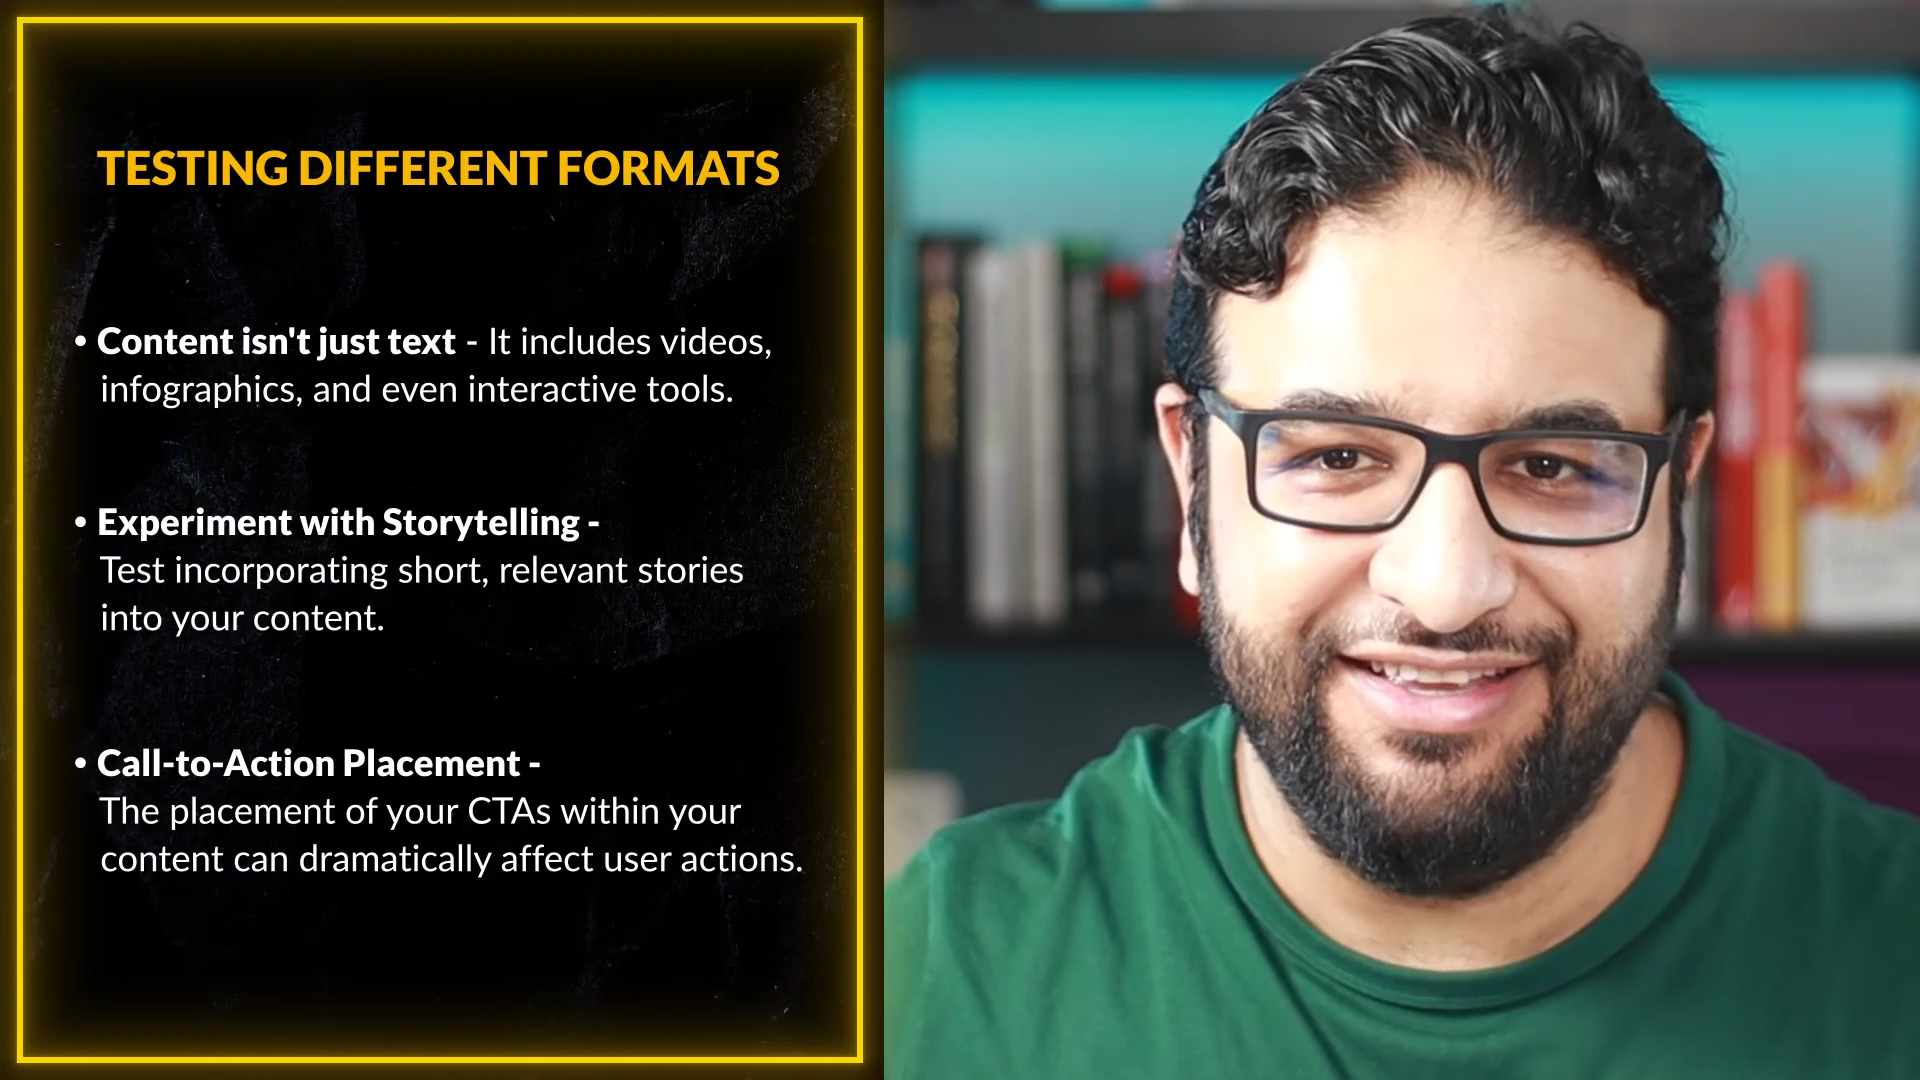 TESTING DIFFERENT FORMATS
• Content isn't just text - It includes videos,
infographics, and even interactive tools.
• Experiment with Storytelling -
Test incorporating short, relevant stories
into your content.
• Call-to-Action Placement -
The placement of your CTAs within your
content can dramatically affect user actions.